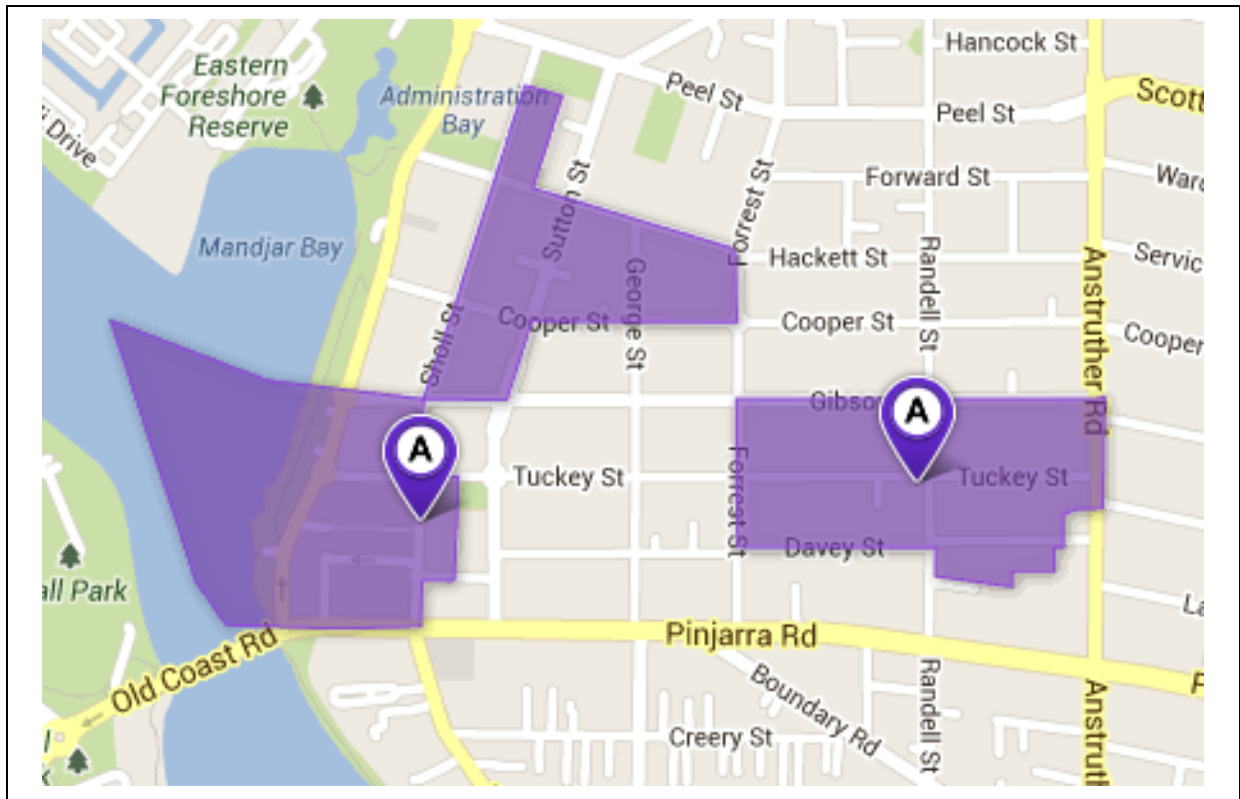 Hancock St
Eastern
Foreshore
Reserve
Administration
Bay
Peel St
Scott
Peel St
Drive
Forward St
Sutton St
Forrest St
Mandjar Bay
Hackett St
Randell St
Anstruther Rd
George St
Cooper St
Cooper St
Cooper
Sholl St
A
A
Tuckey St
Tuckey St
Forrest St
Davey St
all Park
Old Coast Rd
Pinjarra Rd
Boundary Rd
Randell St
Creery St